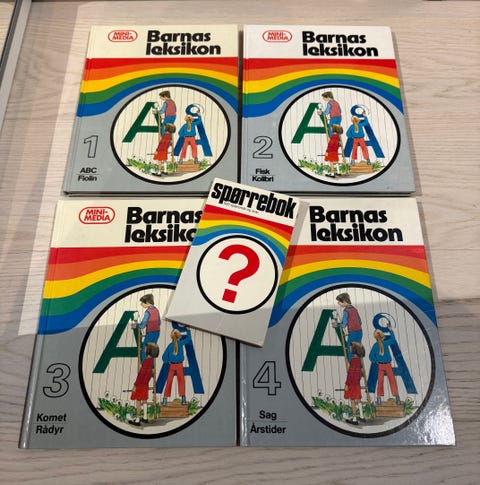 MINI-
MEDIA
Barnas
leksikon
A Å
1
ABC
Fiolin
MINI-
MEDIA
Barnas
leksikon
A Å
2
Fisk
Kolibri
MINI-
MEDIA
Barnas
leksikon
A Å
3
Komet
Rådyr
spørrebok
?
Barnas
leksikon
A Å
4
Sag
Årstider